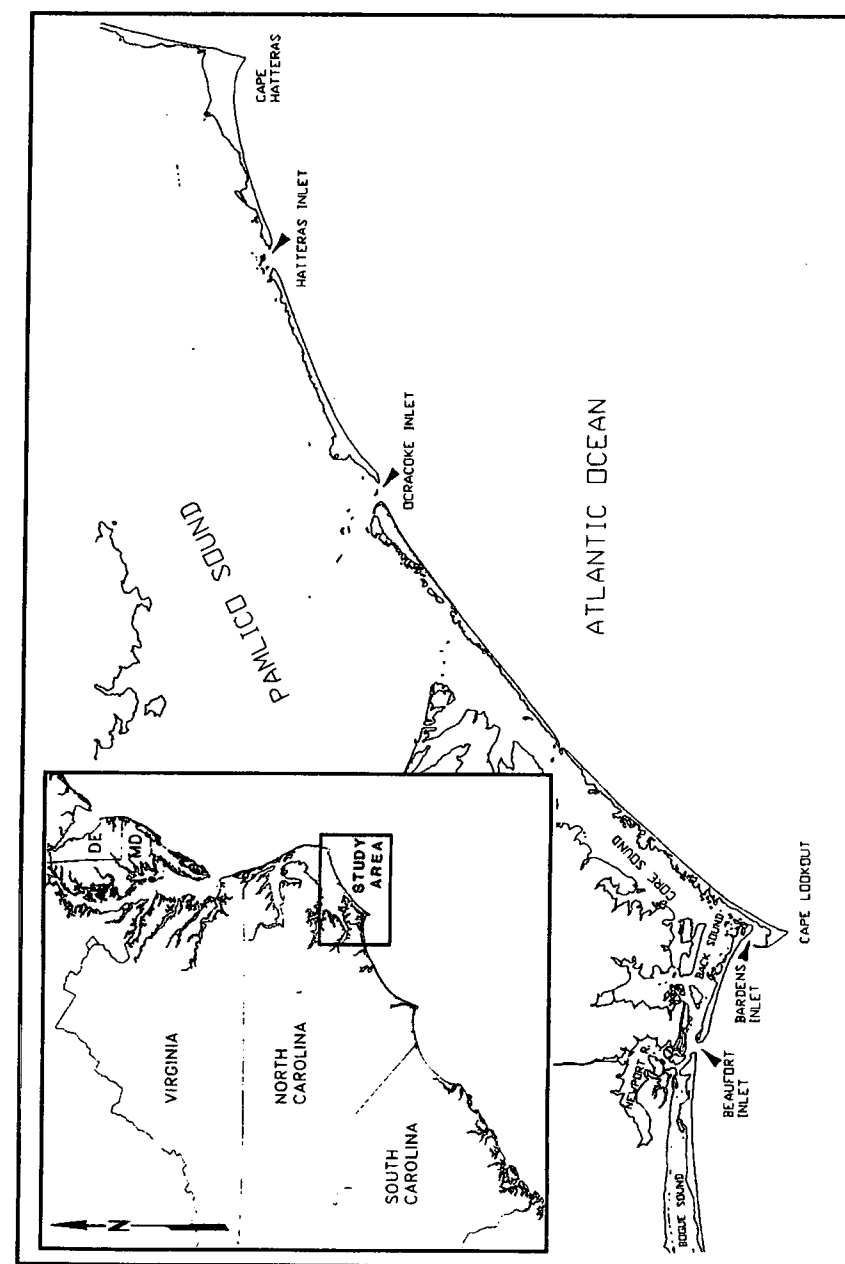 CAPE
HATTERAS
HATTERAS INLET
OCRACOKE INLET
PAMLICO SOUND
ATLANTIC OCEAN
CORE SOUND
CAPE LOOKOUT
BACK SOUND
BARDENS
INLET
BEAUFORT
INLET
NEWPORT R.
BOGUE SOUND
N
DE
MD
VIRGINIA
NORTH
CAROLINA
SOUTH
CAROLINA
STUDY
AREA